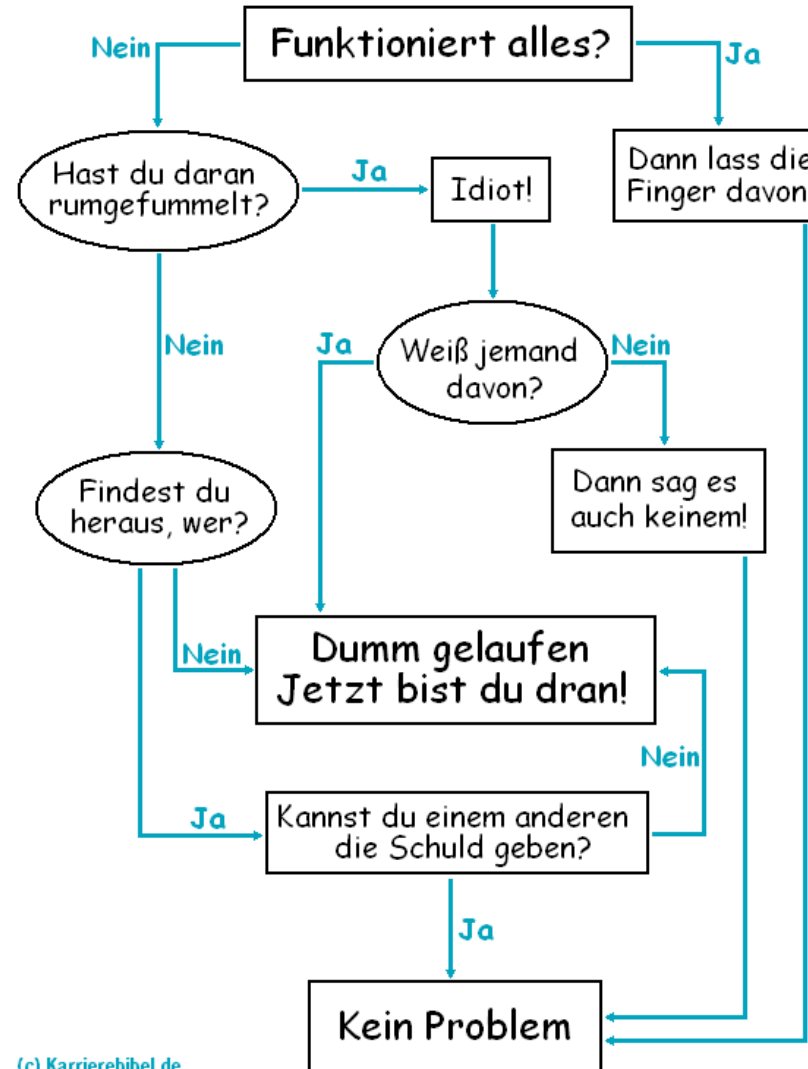 Funktioniert alles?
Nein
Ja
Hast du daran
rumgefummelt?
Ja
Idiot!
Dann lass die
Finger davon
Nein
Ja
Weiß jemand
davon?
Nein
Findest du
heraus, wer?
Dann sag es
auch keinem!
Nein
Dumm gelaufen
Jetzt bist du dran!
Nein
Ja
Kannst du einem anderen
die Schuld geben?
Ja
Kein Problem
(c) Karrierebibel.de